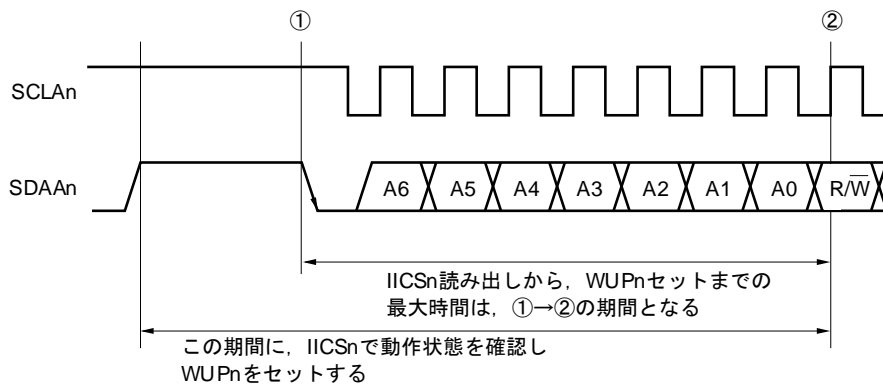 ① ②
SCLAn
SDAAn A6 A5 A4 A3 A2 A1 A0 R/W̅
IICSn読み出しから，WUPnセットまでの
最大時間は，①→②の期間となる
この期間に，IICSnで動作状態を確認し
WUPnをセットする